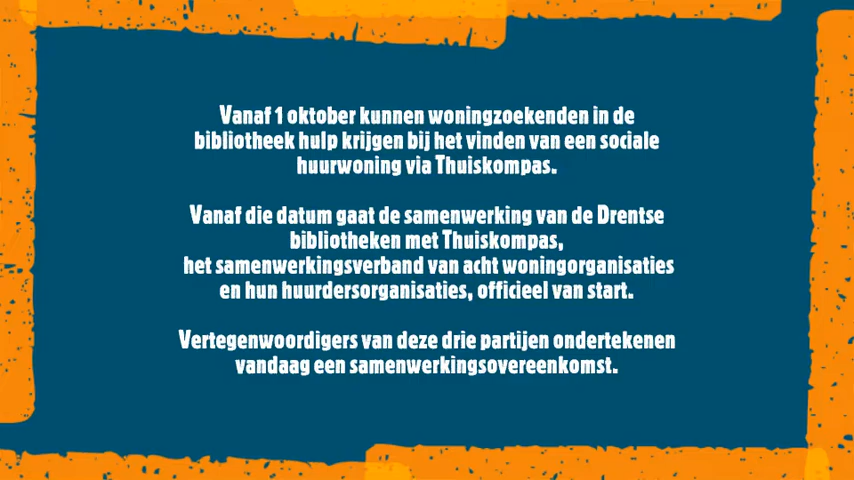 Vanaf 1 oktober kunnen woningzoekenden in de
bibliotheek hulp krijgen bij het vinden van een sociale
huurwoning via Thuiskompas.
Vanaf die datum gaat de samenwerking van de Drentse
bibliotheken met Thuiskompas,
het samenwerkingsverband van acht woningorganisaties
en hun huurdersorganisaties, officieel van start.
Vertegenwoordigers van deze drie partijen ondertekenen
vandaag een samenwerkingsovereenkomst.